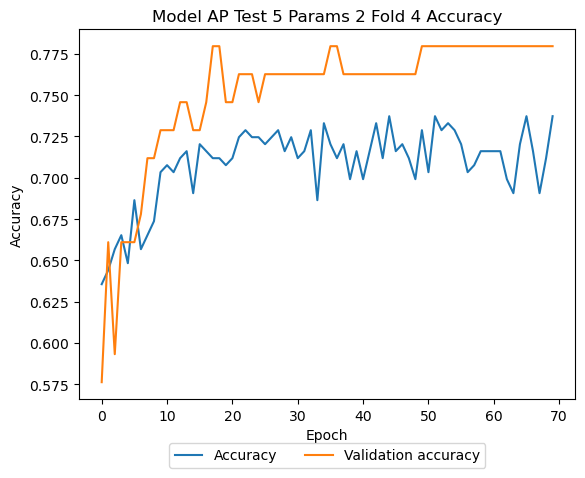 Model AP Test 5 Params 2 Fold 4 Accuracy
Accuracy
0.775
0.750
0.725
0.700
0.675
0.650
0.625
0.600
0.575
0 10 20 30 40 50 60 70
Epoch
Accuracy Validation accuracy